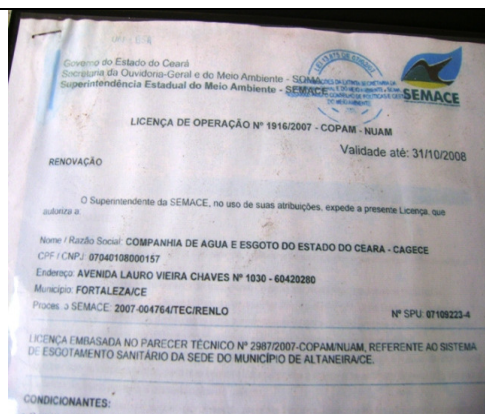 Governo do Estado do Ceará
Secretaria da Ouvidoria-Geral e do Meio Ambiente - SOMA
Superintendência Estadual do Meio Ambiente - SEMACE
SEMACE
LICENÇA DE OPERAÇÃO Nº 1916/2007 - COPAM - NUAM
Validade até: 31/10/2008
RENOVAÇÃO
O Superintendente da SEMACE, no uso de suas atribuições, expede a presente Licença, que
autoriza a:
Nome / Razão Social: COMPANHIA DE AGUA E ESGOTO DO ESTADO DO CEARA - CAGECE
CPF / CNPJ: 07040108000157
Endereço: AVENIDA LAURO VIEIRA CHAVES Nº 1030 - 60420280
Município: FORTALEZA/CE
Proces. o SEMACE: 2007-004764/TEC/RENLO
Nº SPU: 07109223-4
LICENÇA EMBASADA NO PARECER TÉCNICO Nº 2987/2007-COPAM/NUAM, REFERENTE AO SISTEMA
DE ESGOTAMENTO SANITÁRIO DA SEDE DO MUNICÍPIO DE ALTANEIRA/CE.
CONDICIONANTES: